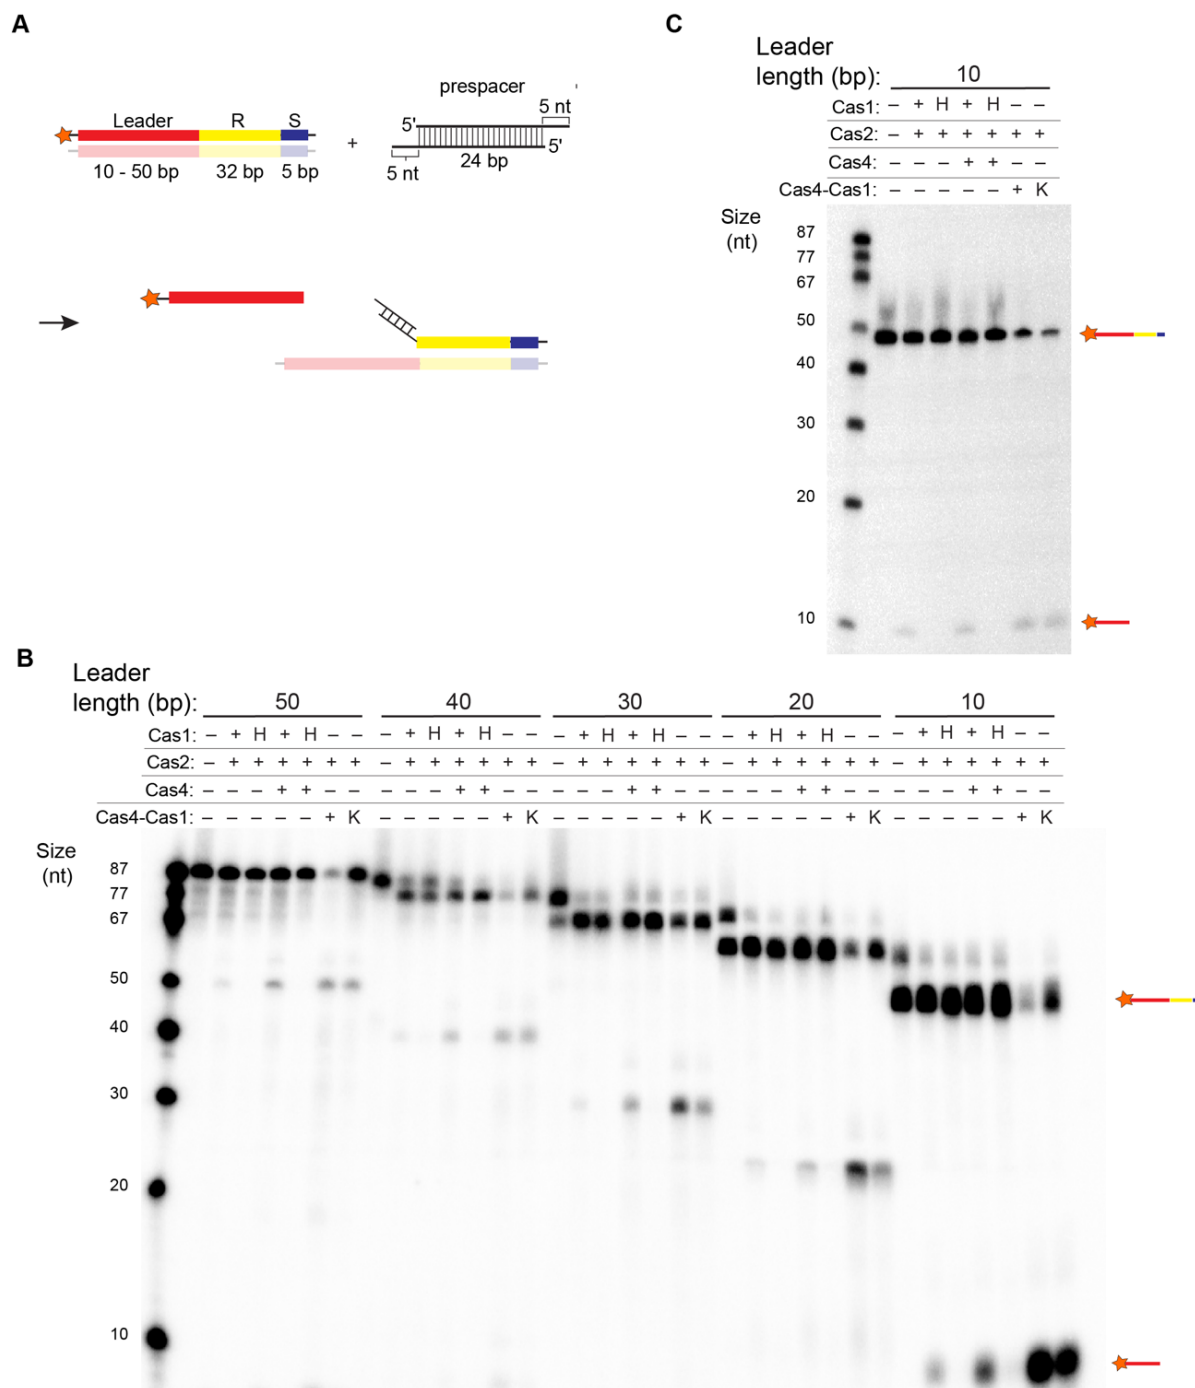 A
Leader R S
10 - 50 bp 32 bp 5 bp
+
prespacer
5 nt
5'
5'
24 bp
5 nt
C
Leader
length (bp): 10
Cas1: – + H + H – –
Cas2: – + + + + + +
Cas4: – – – + + – –
Cas4-Cas1: – – – – – + K
Size
(nt)
87
77
67
50
40
30
20
10
B
Leader
length (bp): 50 40 30 20 10
Cas1: – + H + H – – – + H + H – – – + H + H – – – + H + H – – – + H + H – –
Cas2: – + + + + + + – + + + + + + – + + + + + + – + + + + + + – + + + + + +
Cas4: – – – + + – – – – – + + – – – – – + + – – – – – + + – – – – – + + – –
Cas4-Cas1: – – – – – + K – – – – – + K – – – – – + K – – – – – + K – – – – – + K
Size
(nt)
87
77
67
50
40
30
20
10